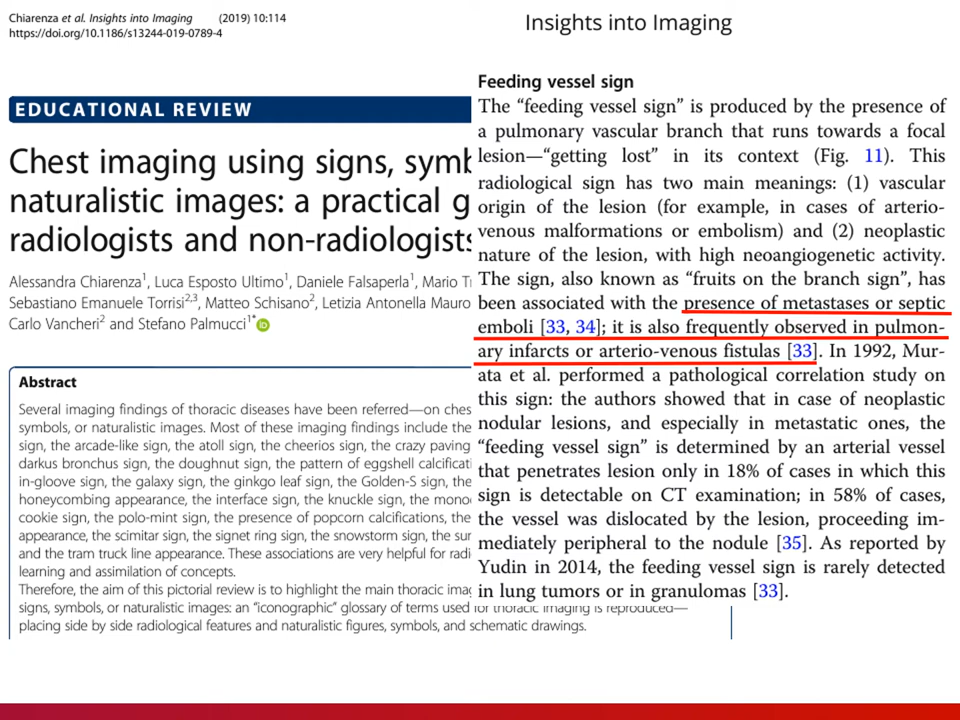 Chiarenza et al. Insights into Imaging (2019) 10:114
https://doi.org/10.1186/s13244-019-0789-4
Insights into Imaging
EDUCATIONAL REVIEW
Chest imaging using signs, symb
naturalistic images: a practical g
radiologists and non-radiologists
Alessandra Chiarenza1, Luca Esposto Ultimo1, Daniele Falsaperla1, Mario T
Sebastiano Emanuele Torrisi2,3, Matteo Schisano2, Letizia Antonella Mauro
Carlo Vancheri2 and Stefano Palmucci1*
Abstract
Several imaging findings of thoracic diseases have been referred—on ches
symbols, or naturalistic images. Most of these imaging findings include the
sign, the arcade-like sign, the atoll sign, the cheerios sign, the crazy paving
darkus bronchus sign, the doughnut sign, the pattern of eggshell calcificati
in-gloove sign, the galaxy sign, the ginkgo leaf sign, the Golden-S sign, the
honeycombing appearance, the interface sign, the knuckle sign, the mono
cookie sign, the polo-mint sign, the presence of popcorn calcifications, the
appearance, the scimitar sign, the signet ring sign, the snowstorm sign, the sun
and the tram truck line appearance. These associations are very helpful for radi
learning and assimilation of concepts.
Therefore, the aim of this pictorial review is to highlight the main thoracic imag
signs, symbols, or naturalistic images: an “iconographic” glossary of terms used for thoracic imaging is reproduced—
placing side by side radiological features and naturalistic figures, symbols, and schematic drawings.
Feeding vessel sign
The “feeding vessel sign” is produced by the presence of
a pulmonary vascular branch that runs towards a focal
lesion—“getting lost” in its context (Fig. 11). This
radiological sign has two main meanings: (1) vascular
origin of the lesion (for example, in cases of arterio-
venous malformations or embolism) and (2) neoplastic
nature of the lesion, with high neoangiogenetic activity.
The sign, also known as “fruits on the branch sign”, has
been associated with the presence of metastases or septic
emboli [33, 34]; it is also frequently observed in pulmon-
ary infarcts or arterio-venous fistulas [33]. In 1992, Mur-
ata et al. performed a pathological correlation study on
this sign: the authors showed that in case of neoplastic
nodular lesions, and especially in metastatic ones, the
“feeding vessel sign” is determined by an arterial vessel
that penetrates lesion only in 18% of cases in which this
sign is detectable on CT examination; in 58% of cases,
the vessel was dislocated by the lesion, proceeding im-
mediately peripheral to the nodule [35]. As reported by
Yudin in 2014, the feeding vessel sign is rarely detected
in lung tumors or in granulomas [33].